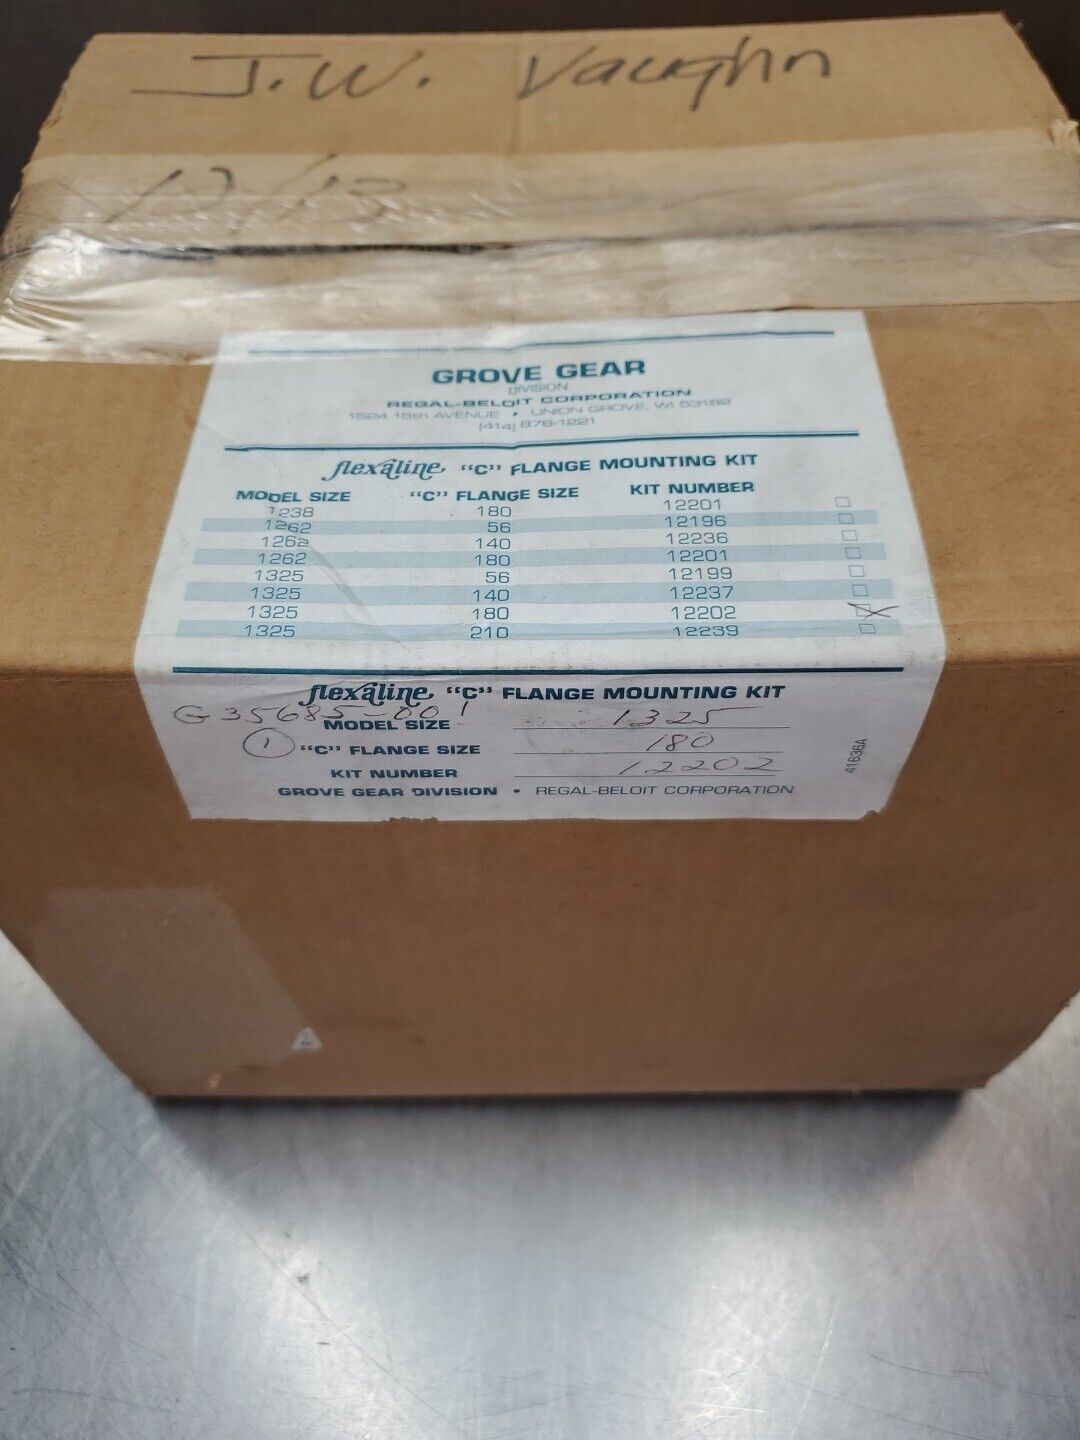 J.W. Vaughn
12/13
GROVE GEAR
DIVISION
REGAL-BELOIT CORPORATION
1524 15th AVENUE • UNION GROVE, WI 53182
(414) 878-1221
flexaline "C" FLANGE MOUNTING KIT
MODEL SIZE "C" FLANGE SIZE KIT NUMBER
1238 180 12201
1262 56 12196
1262 140 12236
1262 180 12201
1325 56 12199
1325 140 12237
1325 180 12202 X
1325 210 12239
flexaline "C" FLANGE MOUNTING KIT
G35685-001
MODEL SIZE 1325
1 "C" FLANGE SIZE 180
KIT NUMBER 12202
41636A
GROVE GEAR DIVISION • REGAL-BELOIT CORPORATION